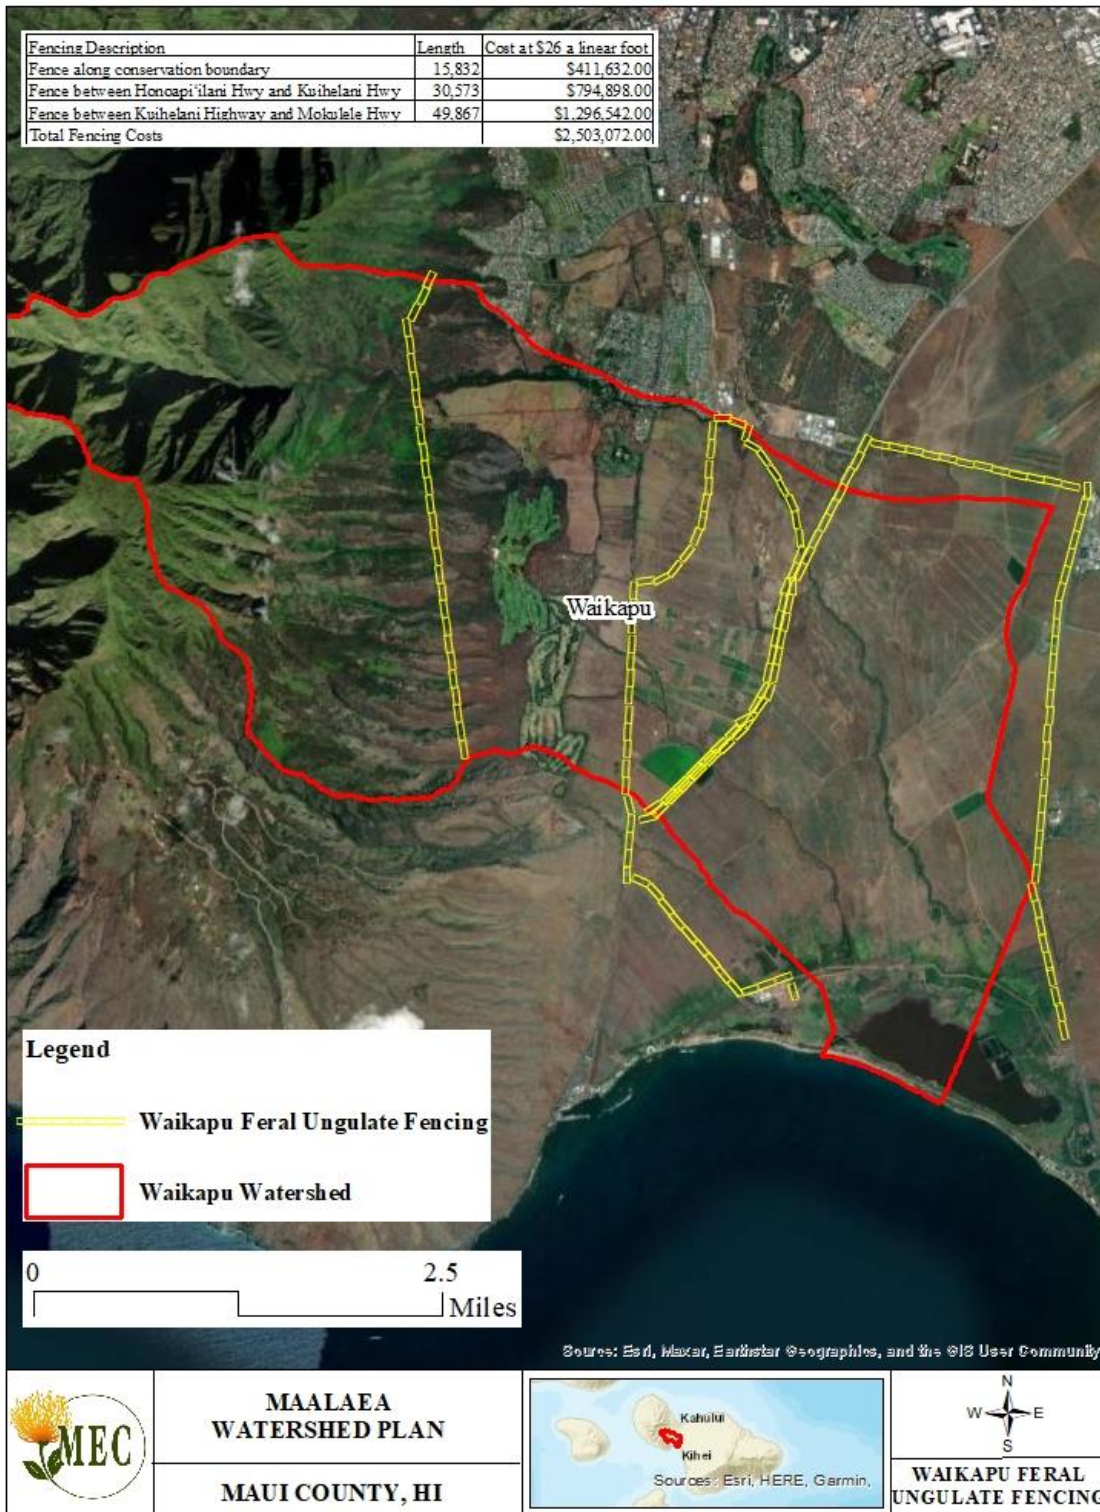 Fencing Description Length Cost at $26 a linear foot
Fence along conservation boundary 15,832 $411,632.00
Fence between Honoapiʻilani Hwy and Kuihelani Hwy 30,573 $794,898.00
Fence between Kuihelani Highway and Mokulele Hwy 49,867 $1,296,542.00
Total Fencing Costs $2,503,072.00
Waikapu
Legend
Waikapu Feral Ungulate Fencing
Waikapu Watershed
0 2.5
Miles
Source: Esri, Maxar, Earthstar Geographics, and the GIS User Community
MEC
MAALAEA
WATERSHED PLAN
MAUI COUNTY, HI
Kahului
Kihei
Sources: Esri, HERE, Garmin,
N
W E
S
WAIKAPU FERAL
UNGULATE FENCING